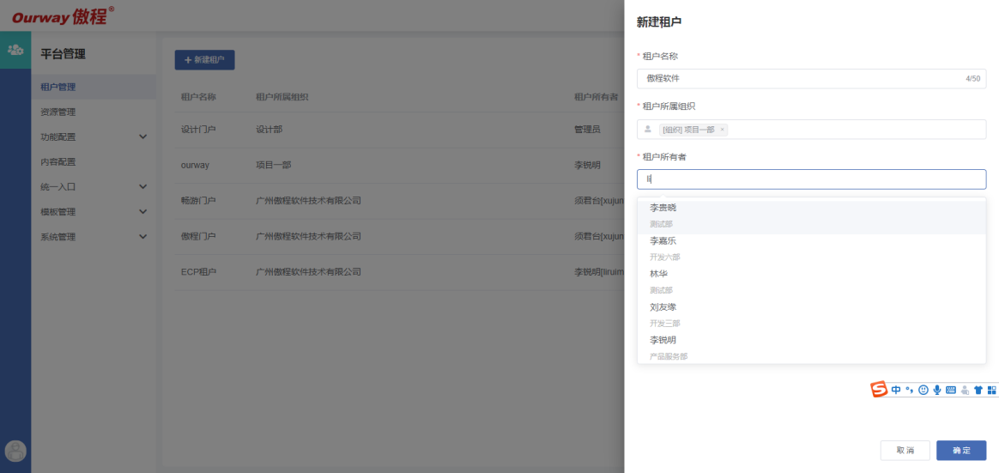 Ourway 傲程®
平台管理
租户管理
资源管理
功能配置
内容配置
统一入口
模板管理
系统管理
+ 新建租户
租户名称 租户所属组织 租户所有者
设计门户 设计部 管理员
ourway 项目一部 李锐明
畅游门户 广州傲程软件技术有限公司 须君台[xujun
傲程门户 广州傲程软件技术有限公司 须君台[xujun
ECP租户 广州傲程软件技术有限公司 李锐明[liruim
新建租户
* 租户名称
傲程软件 4/50
* 租户所属组织
[组织] 项目一部 ×
* 租户所有者
li
李贵晓
测试部
李嘉乐
开发六部
林华
测试部
刘友缘
开发三部
李锐明
产品服务部
S 中 °,
取消 确定